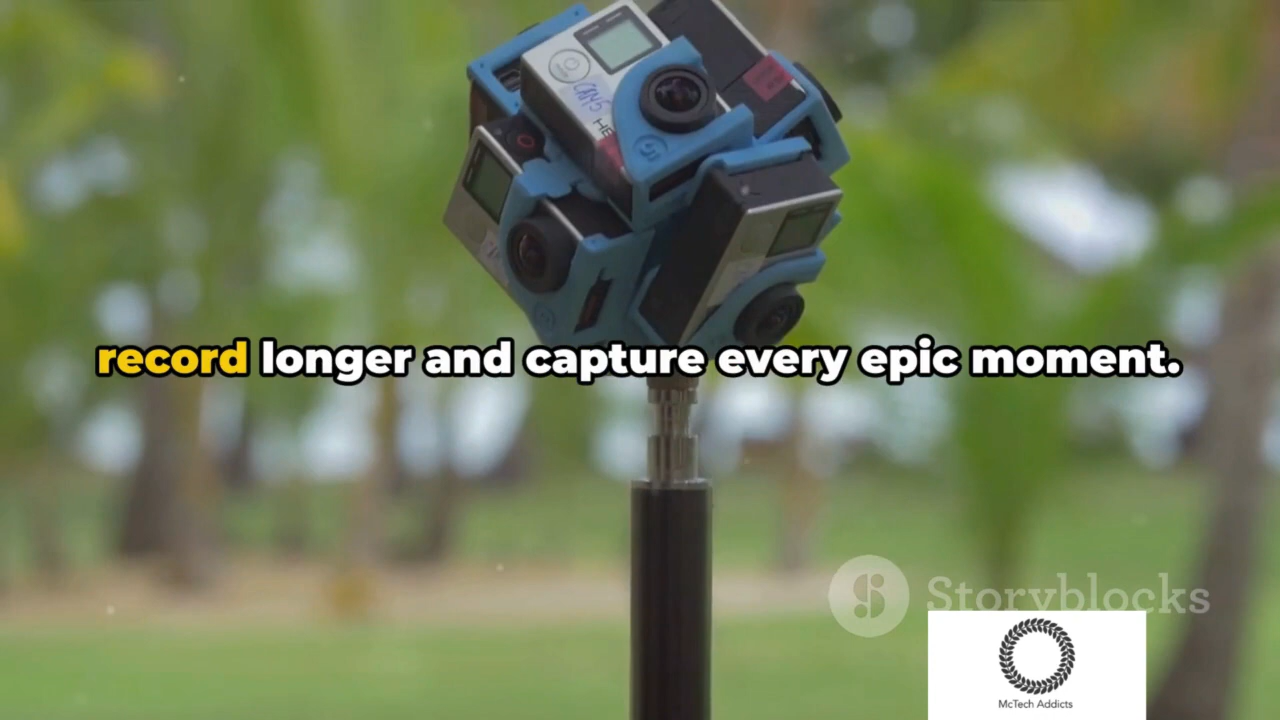 record longer and capture every epic moment.
Storyblocks
McTech Addicts